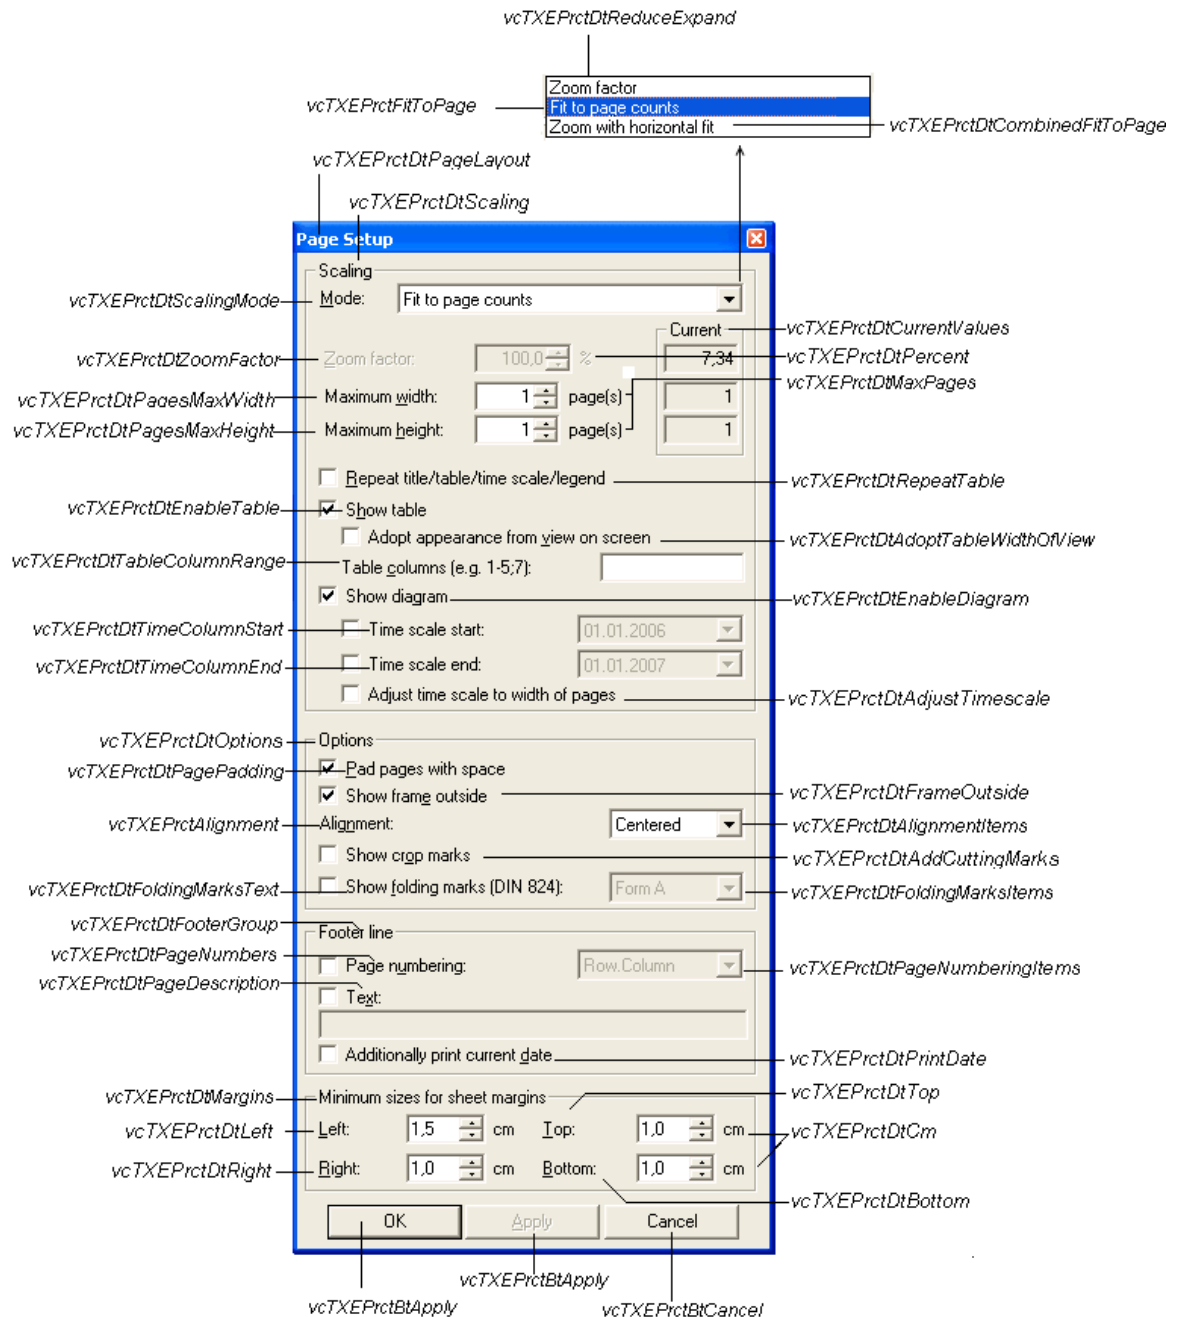 vcTXEPrctDtReduceExpand
Zoom factor
vcTXEPrctFitToPage
Fit to page counts
Zoom with horizontal fit
vcTXEPrctDtCombinedFitToPage
vcTXEPrctDtPageLayout
vcTXEPrctDtScaling
Page Setup
Scaling
vcTXEPrctDtScalingMode
Mode:
Fit to page counts
Current
vcTXEPrctDtCurrentValues
vcTXEPrctDtZoomFactor
Zoom factor:
100,0
%
7,34
vcTXEPrctDtPercent
vcTXEPrctDtMaxPages
vcTXEPrctDtPagesMaxWidth
Maximum width:
1
page(s)
1
vcTXEPrctDtPagesMaxHeight
Maximum height:
1
page(s)
1
Repeat title/table/time scale/legend
vcTXEPrctDtRepeatTable
vcTXEPrctDtEnableTable
Show table
Adopt appearance from view on screen
vcTXEPrctDtAdoptTableWidthOfView
vcTXEPrctDtTableColumnRange
Table columns (e.g. 1-5;7):
Show diagram
vcTXEPrctDtEnableDiagram
vcTXEPrctDtTimeColumnStart
Time scale start:
01.01.2006
vcTXEPrctDtTimeColumnEnd
Time scale end:
01.01.2007
Adjust time scale to width of pages
vcTXEPrctDtAdjustTimescale
vcTXEPrctDtOptions
Options
vcTXEPrctDtPagePadding
Pad pages with space
Show frame outside
vcTXEPrctDtFrameOutside
vcTXEPrctAlignment
Alignment:
Centered
vcTXEPrctDtAlignmentItems
Show crop marks
vcTXEPrctDtAddCuttingMarks
vcTXEPrctDtFoldingMarksText
Show folding marks (DIN 824):
Form A
vcTXEPrctDtFoldingMarksItems
vcTXEPrctDtFooterGroup
Footer line
vcTXEPrctDtPageNumbers
Page numbering:
Row.Column
vcTXEPrctDtPageNumberingItems
vcTXEPrctDtPageDescription
Text:
Additionally print current date
vcTXEPrctDtPrintDate
vcTXEPrctDtMargins
Minimum sizes for sheet margins
vcTXEPrctDtTop
vcTXEPrctDtLeft
Left:
1,5
cm
Top:
1,0
cm
vcTXEPrctDtCm
vcTXEPrctDtRight
Right:
1,0
cm
Bottom:
1,0
cm
vcTXEPrctDtBottom
OK
Apply
Cancel
vcTXEPrctBtApply
vcTXEPrctBtApply
vcTXEPrctBtCancel